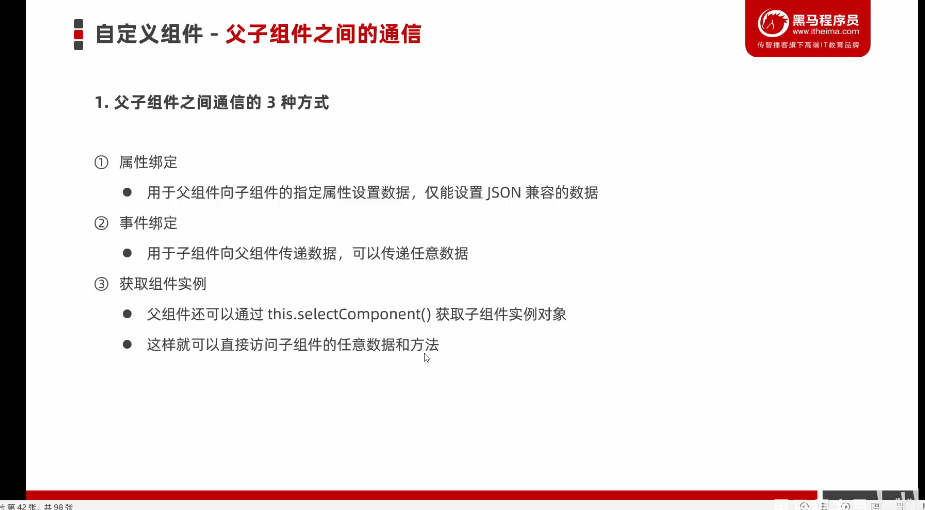 自定义组件 - 父子组件之间的通信
黑马程序员
www.itheima.com
传智播客旗下高端IT教育品牌
1. 父子组件之间通信的 3 种方式
① 属性绑定
● 用于父组件向子组件的指定属性设置数据，仅能设置 JSON 兼容的数据
② 事件绑定
● 用于子组件向父组件传递数据，可以传递任意数据
③ 获取组件实例
● 父组件还可以通过 this.selectComponent() 获取子组件实例对象
● 这样就可以直接访问子组件的任意数据和方法
片 第 42 张，共 98 张